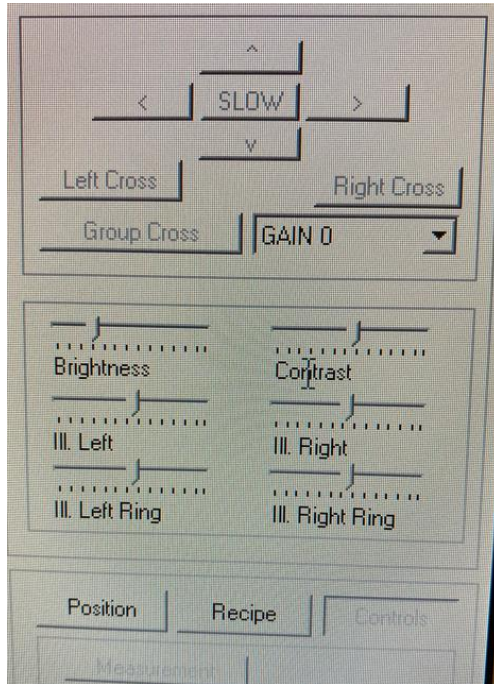 ^
< SLOW >
v
Left Cross Right Cross
Group Cross GAIN 0
Brightness Contrast
Ill. Left Ill. Right
Ill. Left Ring Ill. Right Ring
Position Recipe Controls
Measurement